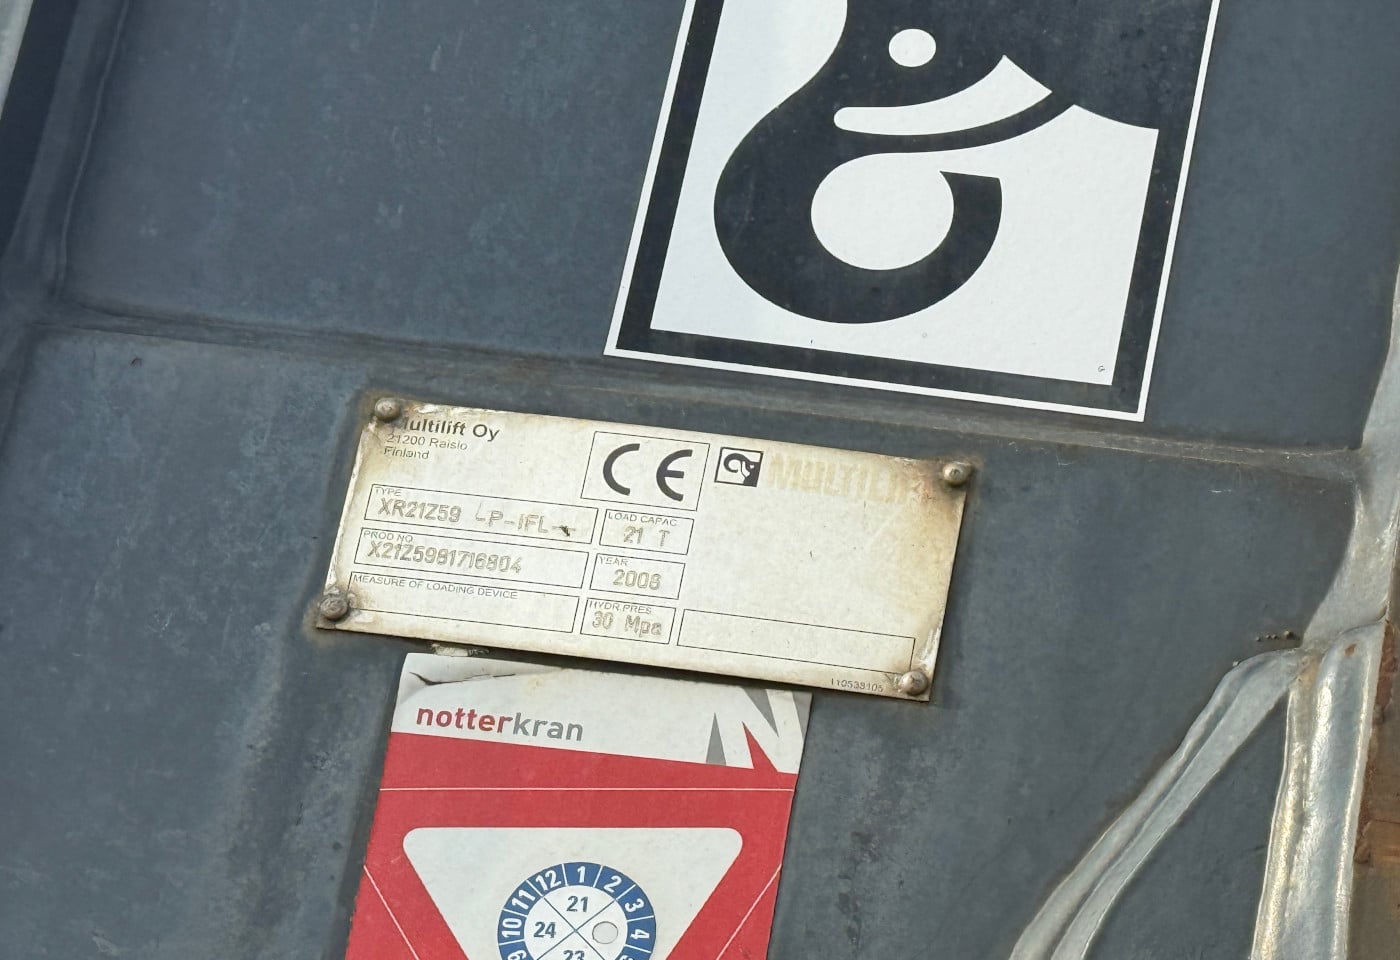 Multilift Oy
21200 Raisio
Finland
CE
MULTILIFT
TYPE
XR21Z59 LP-IFL-
LOAD CAPAC
21 T
PROD NO
X21Z5981716804
YEAR
2008
MEASURE OF LOADING DEVICE
HYDR.PRES
30 Mpa
110538105
notterkran
12 1 2 3 4
9 10 11
21
24
23